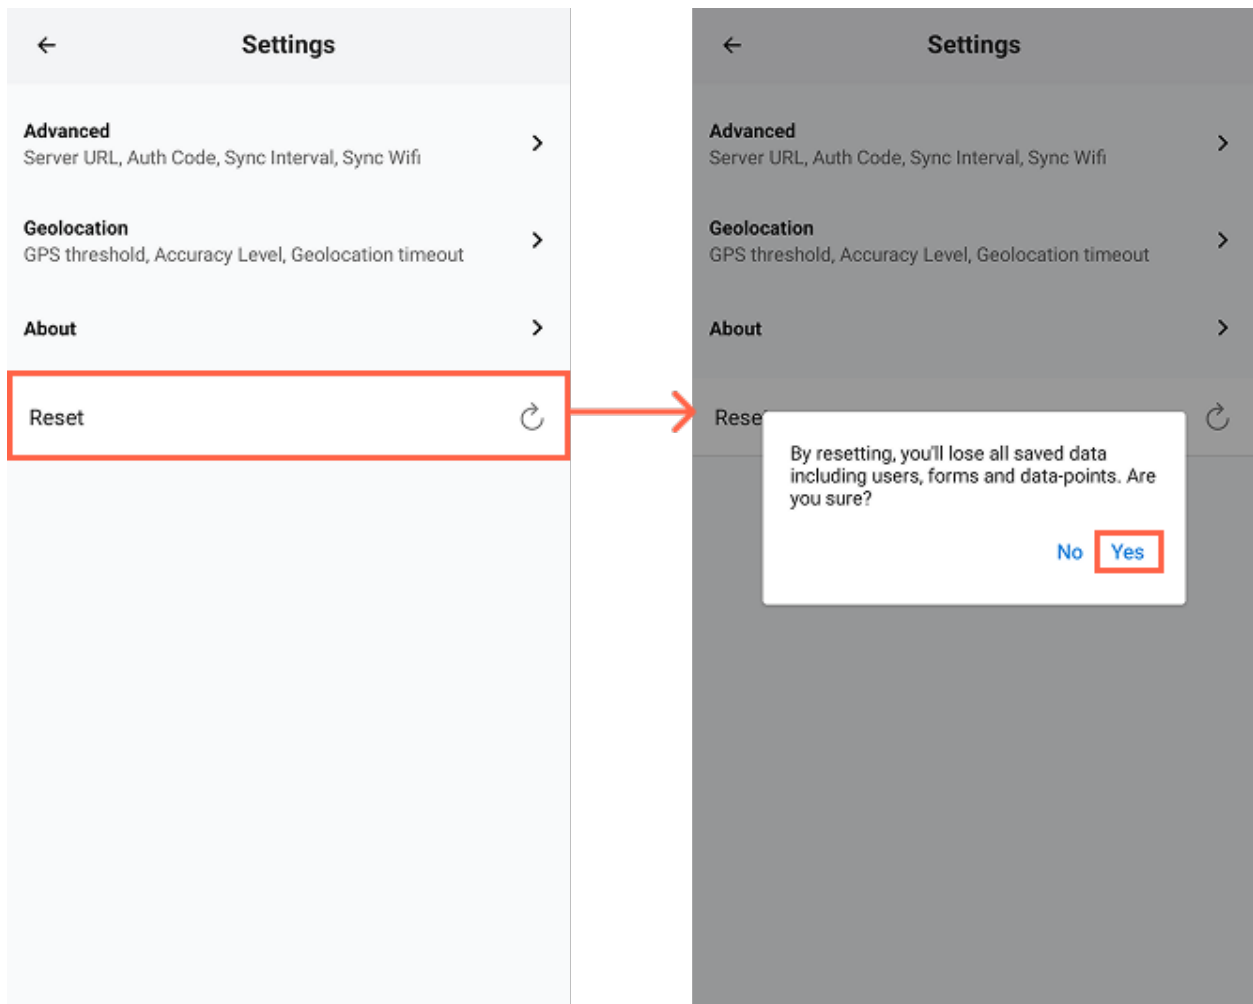 Settings
Advanced
Server URL, Auth Code, Sync Interval, Sync Wifi
Geolocation
GPS threshold, Accuracy Level, Geolocation timeout
About
Reset
Settings
Advanced
Server URL, Auth Code, Sync Interval, Sync Wifi
Geolocation
GPS threshold, Accuracy Level, Geolocation timeout
About
Rese
By resetting, you'll lose all saved data
including users, forms and data-points. Are
you sure?
No Yes